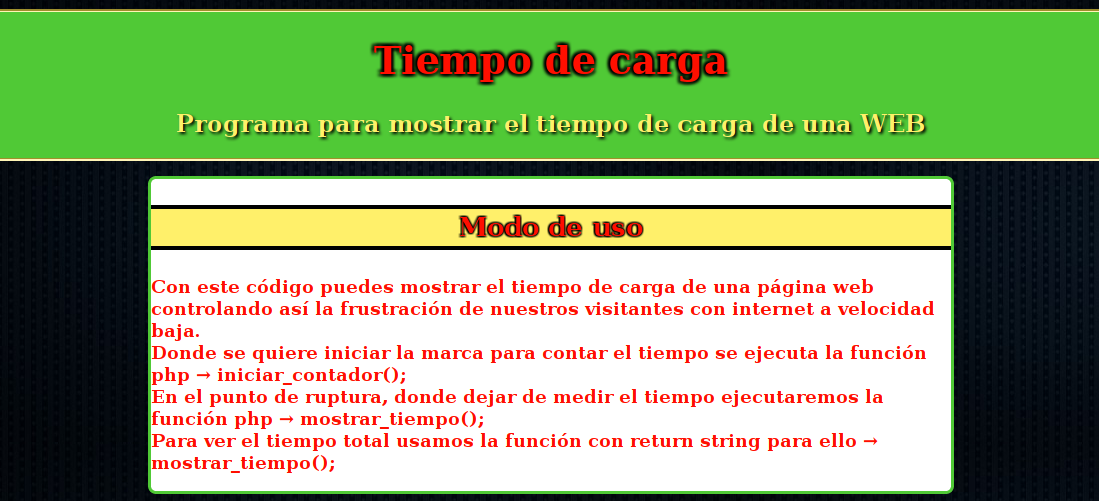 Tiempo de carga
Programa para mostrar el tiempo de carga de una WEB
Modo de uso
Con este código puedes mostrar el tiempo de carga de una página web
controlando así la frustración de nuestros visitantes con internet a velocidad
baja.
Donde se quiere iniciar la marca para contar el tiempo se ejecuta la función
php → iniciar_contador();
En el punto de ruptura, donde dejar de medir el tiempo ejecutaremos la
función php → mostrar_tiempo();
Para ver el tiempo total usamos la función con return string para ello →
mostrar_tiempo();